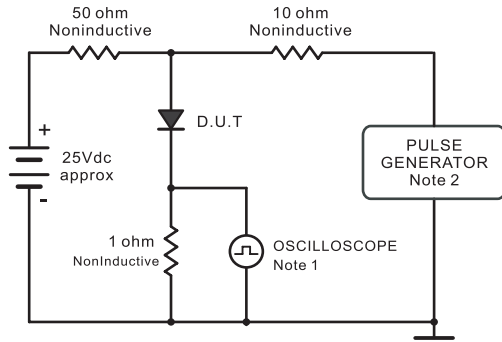 50 ohm
Noninductive
10 ohm
Noninductive
D.U.T
+
25Vdc
approx
-
PULSE
GENERATOR
Note 2
1 ohm
NonInductive
OSCILLOSCOPE
Note 1